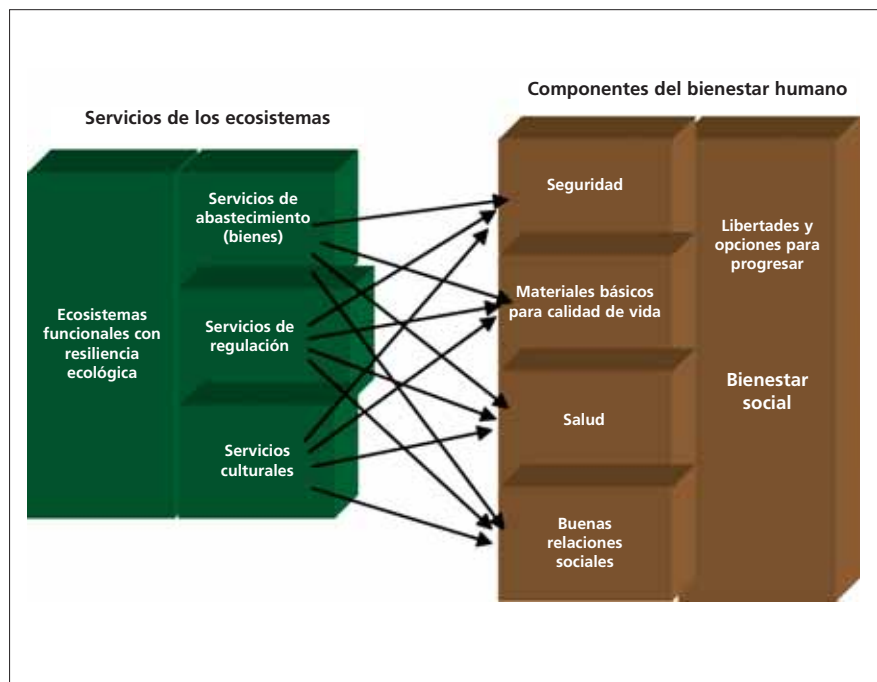 Servicios de los ecosistemas
Ecosistemas
funcionales con
resiliencia
ecológica
Servicios de
abastecimiento
(bienes)
Servicios de
regulación
Servicios
culturales
Componentes del bienestar humano
Seguridad
Materiales básicos
para calidad de vida
Salud
Buenas
relaciones
sociales
Libertades y
opciones para
progresar
Bienestar
social